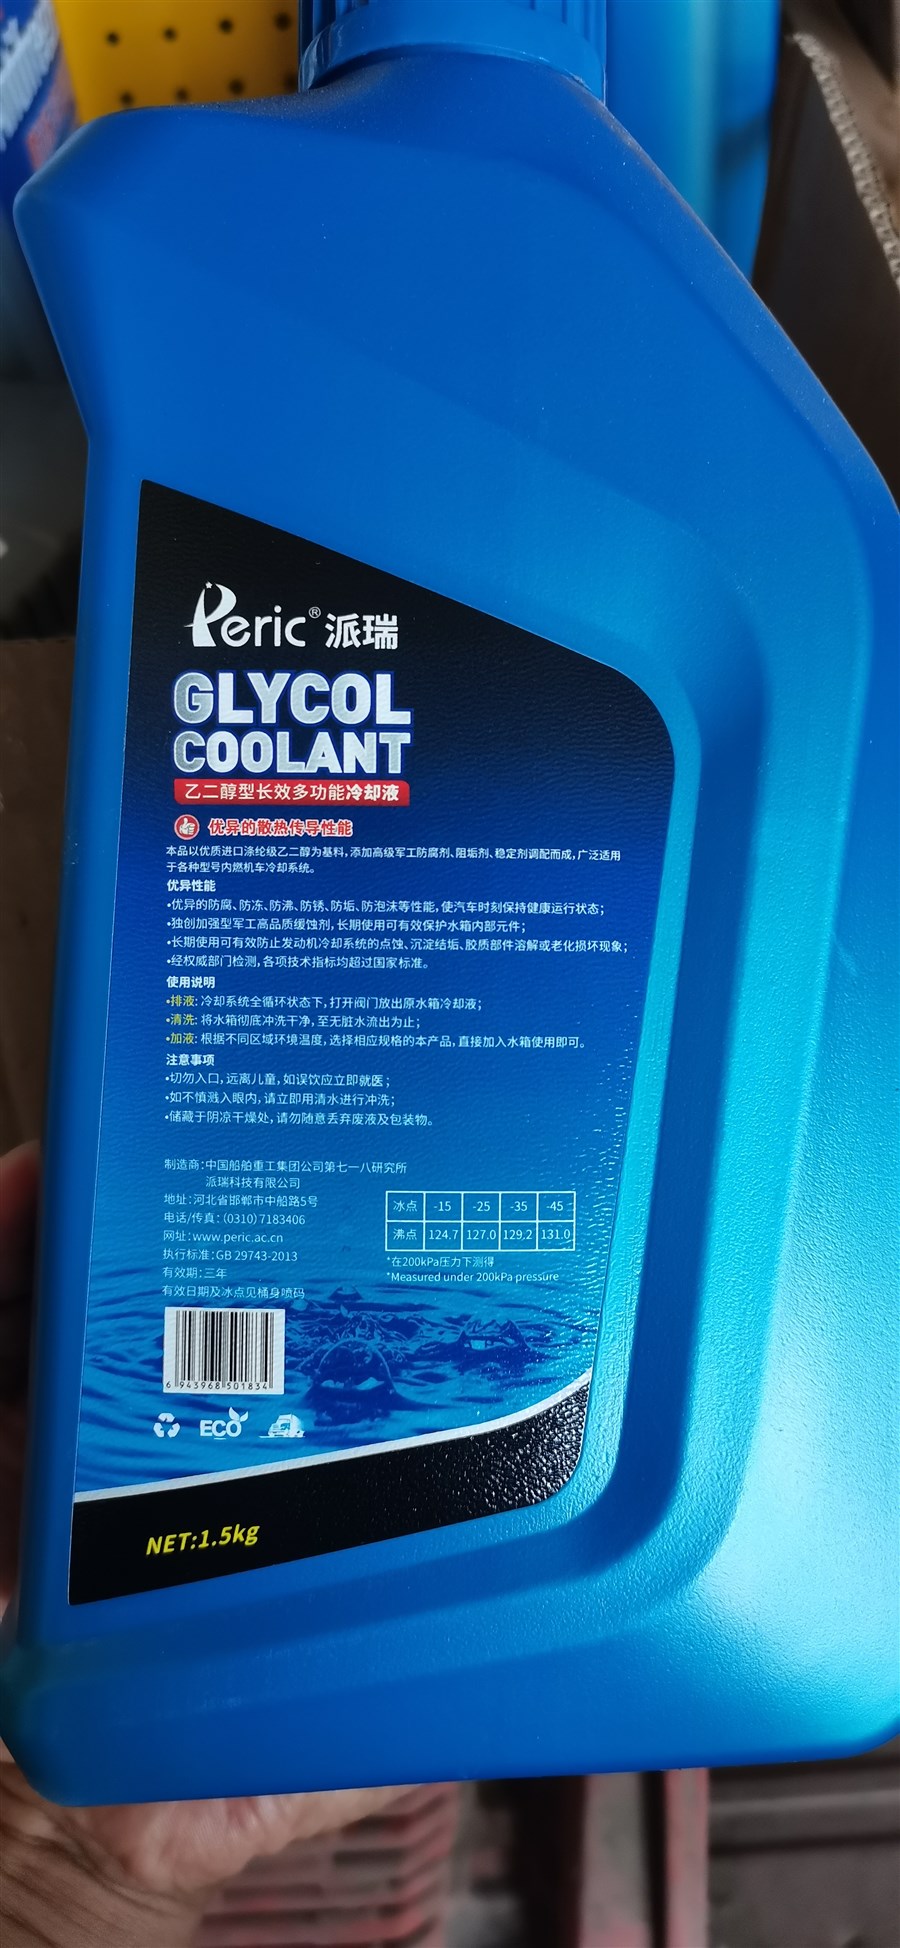 Peric® 派瑞
GLYCOL
COOLANT
乙二醇型长效多功能冷却液
优异的散热传导性能
本品以优质进口涤纶级乙二醇为基料,添加高级军工防腐剂、阻垢剂、稳定剂调配而成,广泛适用
于各种型号内燃机车冷却系统。
优异性能
•优异的防腐、防冻、防沸、防锈、防垢、防泡沫等性能,使汽车时刻保持健康运行状态;
•独创加强型军工高品质缓蚀剂,长期使用可有效保护水箱内部元件;
•长期使用可有效防止发动机冷却系统的点蚀、沉淀结垢、胶质部件溶解或老化损坏现象;
•经权威部门检测,各项技术指标均超过国家标准。
使用说明
•排液: 冷却系统全循环状态下,打开阀门放出原水箱冷却液;
•清洗: 将水箱彻底冲洗干净,至无脏水流出为止;
•加液: 根据不同区域环境温度,选择相应规格的本产品,直接加入水箱使用即可。
注意事项
•切勿入口,远离儿童,如误饮应立即就医;
•如不慎溅入眼内,请立即用清水进行冲洗;
•储藏于阴凉干燥处,请勿随意丢弃废液及包装物。
制造商:中国船舶重工集团公司第七一八研究所
派瑞科技有限公司
地址:河北省邯郸市中船路5号
电话/传真:(0310)7183406
网址:www.peric.ac.cn
执行标准:GB 29743-2013
有效期:三年
有效日期及冰点见桶身喷码
冰点 -15 -25 -35 -45
沸点 124.7 127.0 129.2 131.0
*在200kPa压力下测得
*Measured under 200kPa pressure
6 943968 501834
ECO
NET:1.5kg